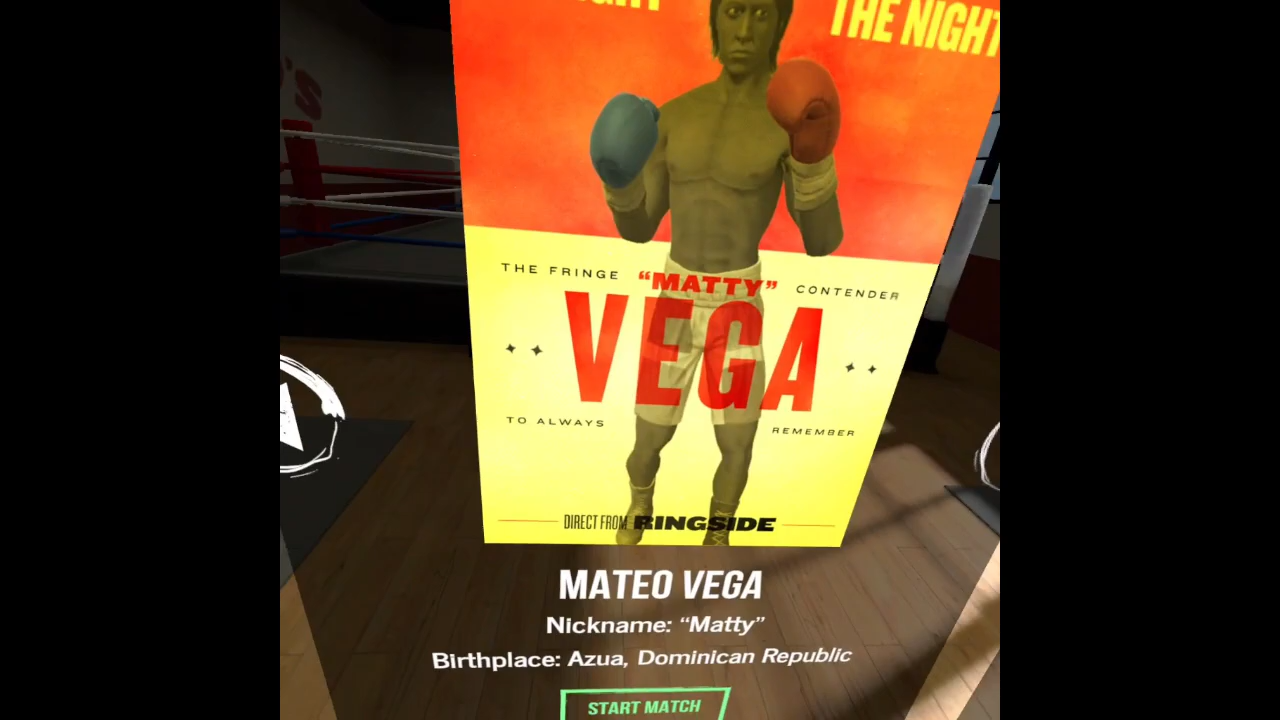 THE NIGHT
THE FRINGE "MATTY" CONTENDER
VEGA
TO ALWAYS REMEMBER
DIRECT FROM RINGSIDE
MATEO VEGA
Nickname: “Matty”
Birthplace: Azua, Dominican Republic
START MATCH